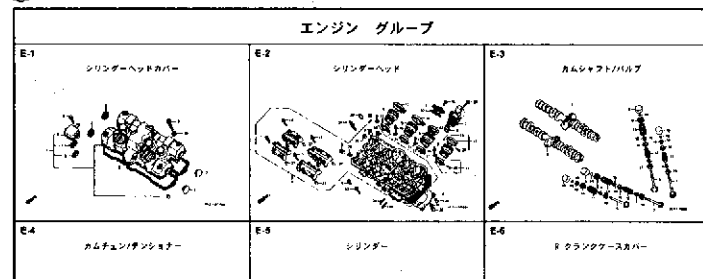 エンジン グループ
E-1
シリンダーヘッドカバー
E-2
シリンダーヘッド
E-3
カムシャフト/バルブ
E-4
カムチェン/テンショナー
E-5
シリンダー
E-6
R クランクケースカバー